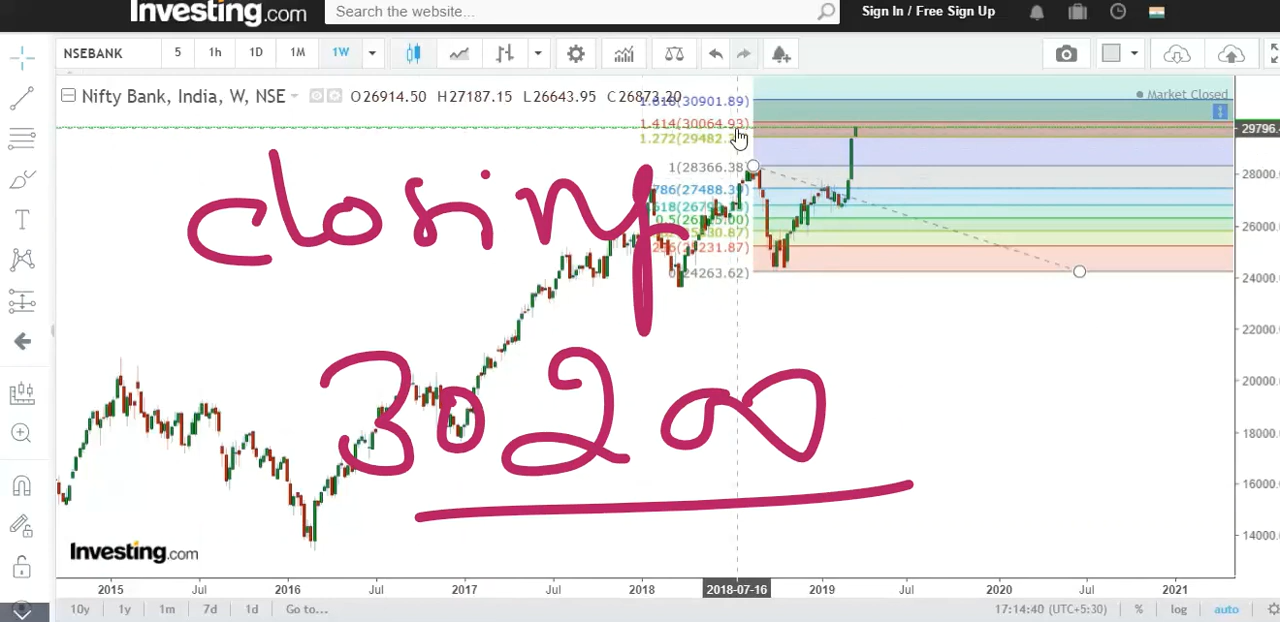 Investing.com
Search the website...
Sign In / Free Sign Up
NSEBANK 5 1h 1D 1M 1W
Nifty Bank, India, W, NSE O26914.50 H27187.15 L26643.95 C26873.20
Market Closed
1.618(30901.89)
1.414(30064.93)
29796.
1(28366.38)
28000.
closing
26000.
0(24263.62)
24000.
22000.
30200
20000.
18000.
16000.
14000.
Investing.com
2015 Jul 2016 Jul 2017 Jul 2018 2018-07-16 2019 Jul 2020 Jul 2021
10y 1y 1m 7d 1d Go to... 17:14:40 (UTC+5:30) % log auto